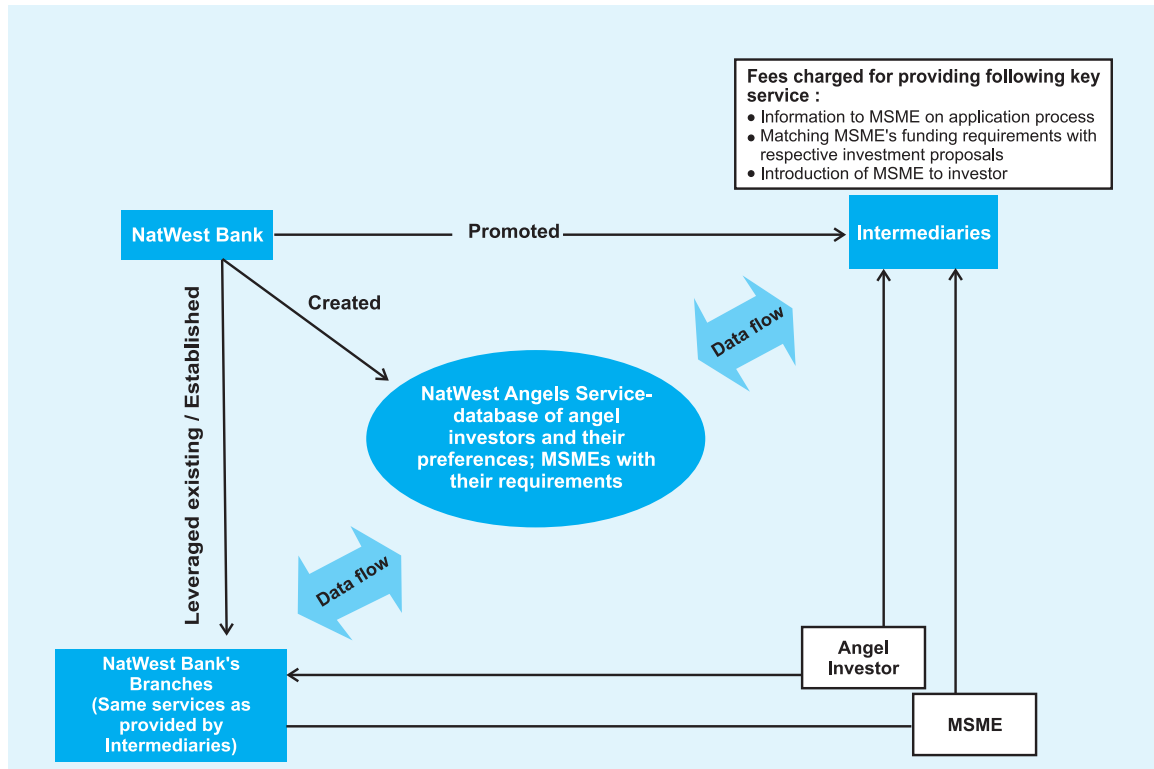 Fees charged for providing following key
service :
● Information to MSME on application process
● Matching MSME's funding requirements with
respective investment proposals
● Introduction of MSME to investor
NatWest Bank
Promoted
Intermediaries
Created
Data flow
Leveraged existing / Established
NatWest Angels Service-
database of angel
investors and their
preferences; MSMEs with
their requirements
Data flow
NatWest Bank's
Branches
(Same services as
provided by
Intermediaries)
Angel
Investor
MSME